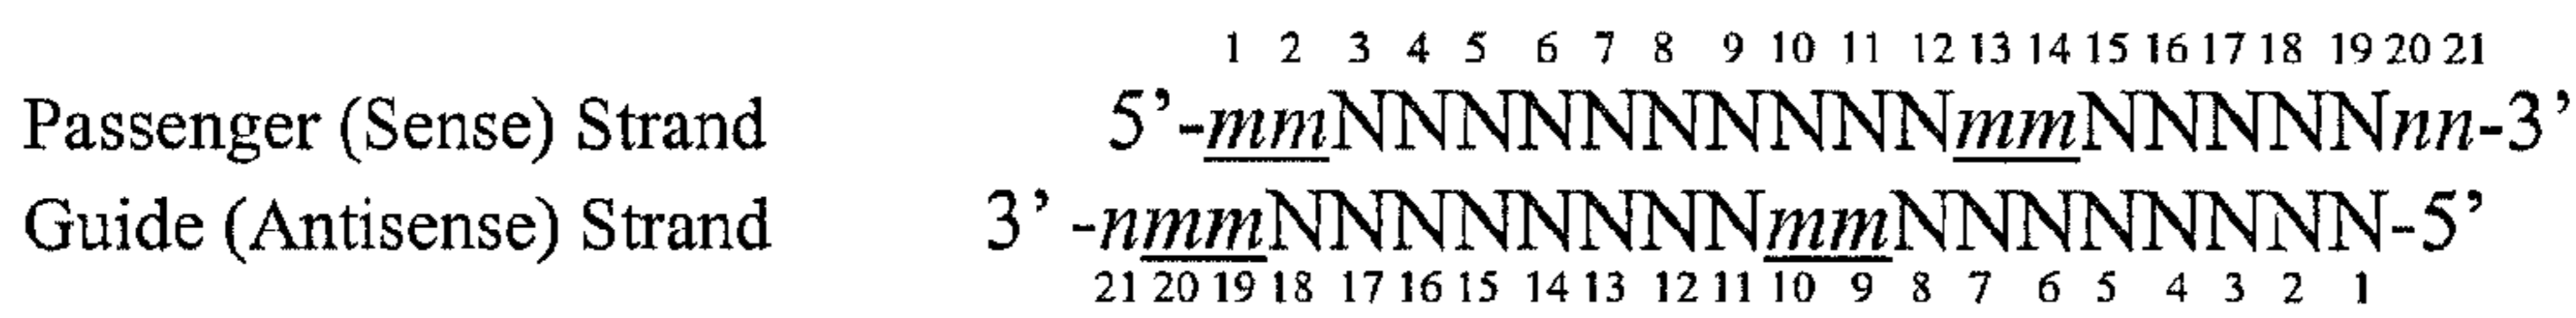 1 2 3 4 5 6 7 8 9 10 11 12 13 14 15 16 17 18 19 20 21
Passenger (Sense) Strand 5’-mmNNNNNNNNNNmmNNNNNnn-3’
Guide (Antisense) Strand 3’ -nmmNNNNNNNNmmNNNNNNNN-5’
21 20 19 18 17 16 15 14 13 12 11 10 9 8 7 6 5 4 3 2 1